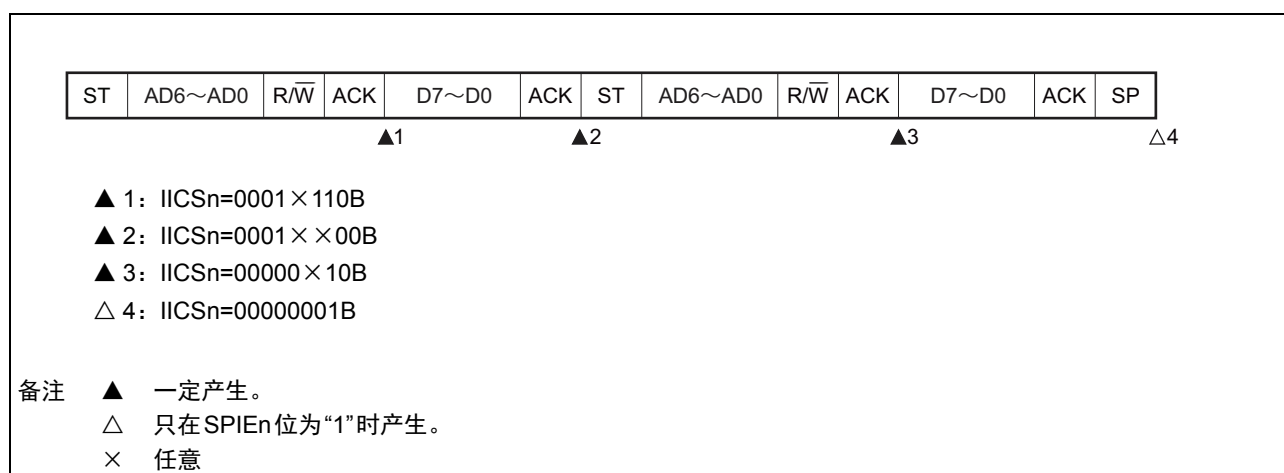 ST AD6～AD0 R/W̅ ACK D7～D0 ACK ST AD6～AD0 R/W̅ ACK D7～D0 ACK SP
▲1 ▲2 ▲3 △4
▲ 1：IICSn=0001×110B
▲ 2：IICSn=0001××00B
▲ 3：IICSn=00000×10B
△ 4：IICSn=00000001B
备注 ▲ 一定产生。
△ 只在SPIEn位为“1”时产生。
× 任意